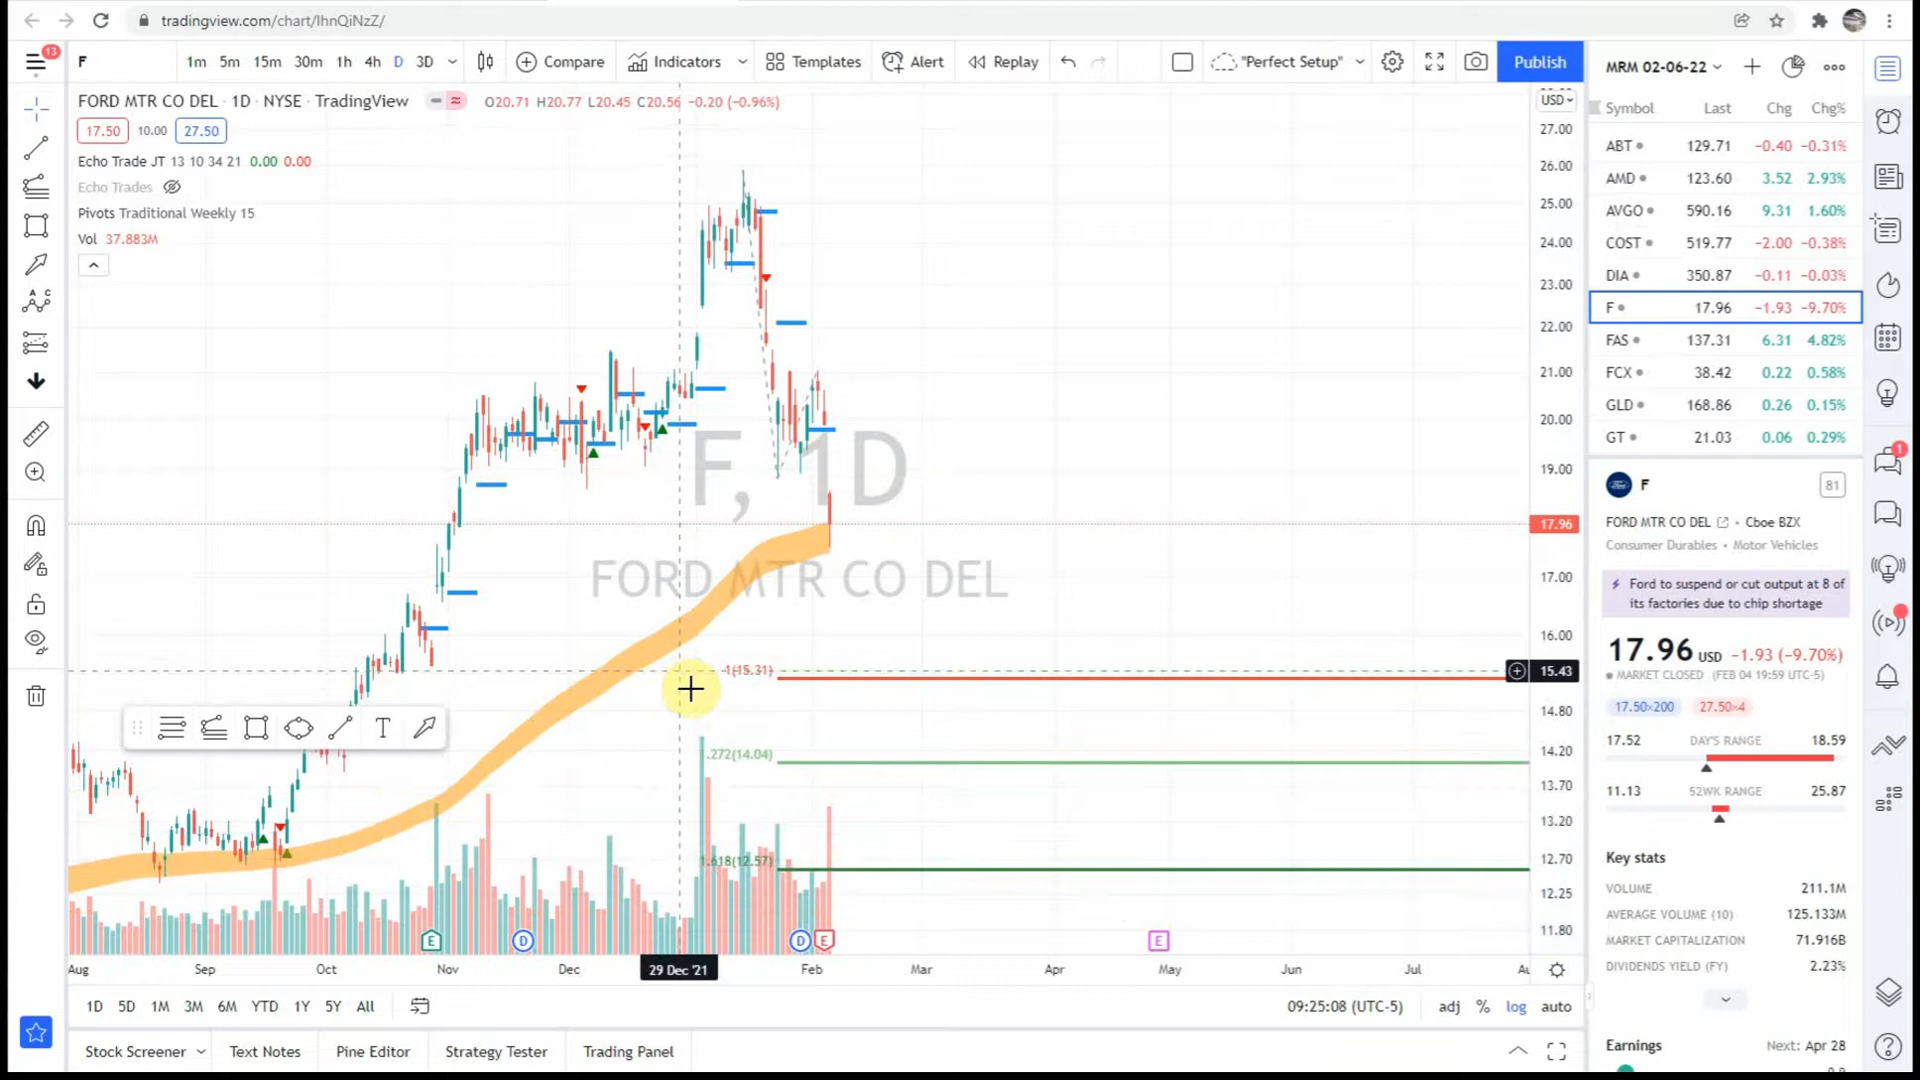 tradingview.com/chart/IhnQiNzZ/
13
F
1m 5m 15m 30m 1h 4h D 3D
Compare
Indicators
Templates
Alert
Replay
"Perfect Setup"
Publish
MRM 02-06-22
FORD MTR CO DEL · 1D · NYSE · TradingView
O20.71 H20.77 L20.45 C20.56 −0.20 (−0.96%)
17.50 10.00 27.50
Echo Trade JT 13 10 34 21 0.00 0.00
Echo Trades
Pivots Traditional Weekly 15
Vol 37.883M
USD
27.00
26.00
25.00
24.00
23.00
22.00
21.00
20.00
19.00
17.96
17.00
16.00
15.43
14.80
14.20
13.70
13.20
12.70
12.25
11.80
F, 1D
FORD MTR CO DEL
1(15.31)
.272(14.04)
1.618(12.57)
T
E D D E E
Aug Sep Oct Nov Dec 29 Dec '21 Feb Mar Apr May Jun Jul Au
1D 5D 1M 3M 6M YTD 1Y 5Y All
09:25:08 (UTC-5) adj % log auto
Stock Screener Text Notes Pine Editor Strategy Tester Trading Panel
Symbol Last Chg Chg%
ABT 129.71 −0.40 −0.31%
AMD 123.60 3.52 2.93%
AVGO 590.16 9.31 1.60%
COST 519.77 −2.00 −0.38%
DIA 350.87 −0.11 −0.03%
F 17.96 −1.93 −9.70%
FAS 137.31 6.31 4.82%
FCX 38.42 0.22 0.58%
GLD 168.86 0.26 0.15%
GT 21.03 0.06 0.29%
1
F 81
FORD MTR CO DEL • Cboe BZX
Consumer Durables • Motor Vehicles
Ford to suspend or cut output at 8 of
its factories due to chip shortage
17.96 USD −1.93 (−9.70%)
MARKET CLOSED (FEB 04 19:59 UTC-5)
17.50×200 27.50×4
17.52 DAY'S RANGE 18.59
11.13 52WK RANGE 25.87
Key stats
VOLUME 211.1M
AVERAGE VOLUME (10) 125.133M
MARKET CAPITALIZATION 71.916B
DIVIDENDS YIELD (FY) 2.23%
Earnings Next: Apr 28